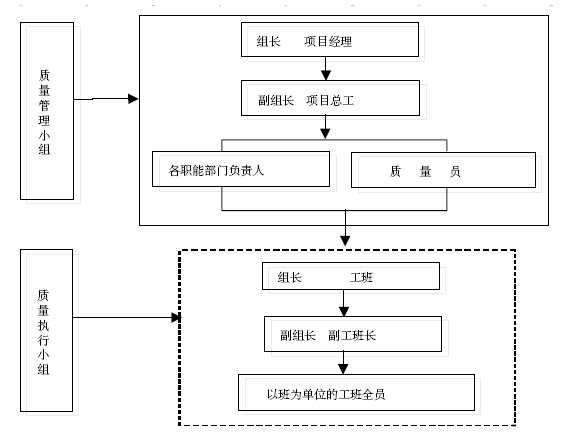 质量管理小组
组长 项目经理
副组长 项目总工
各职能部门负责人
质 量 员
质量执行小组
组长 工班
副组长 副工班长
以班为单位的工班全员